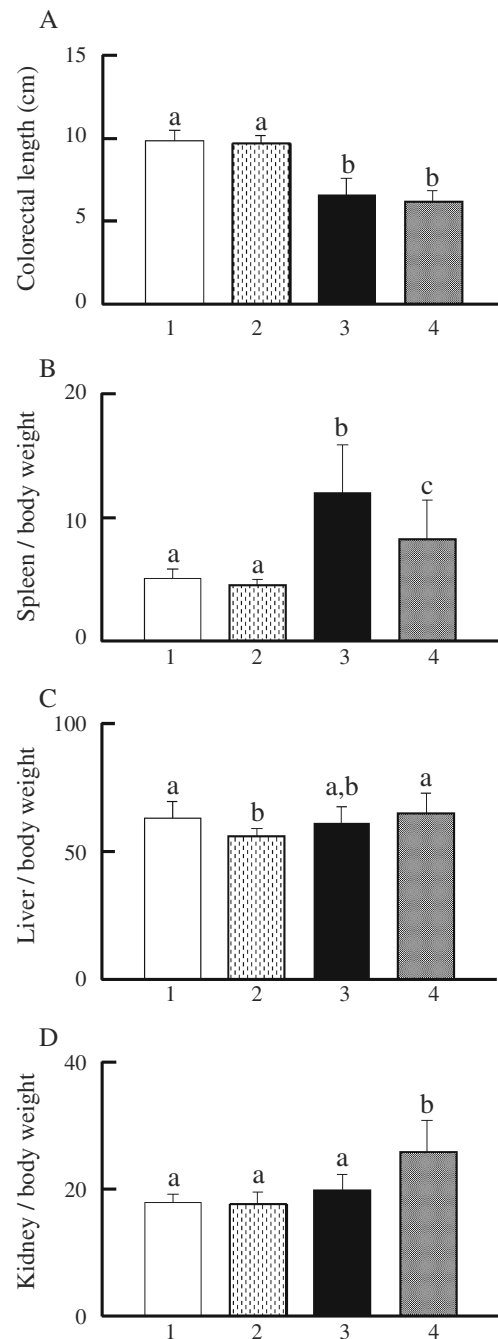 A
Colorectal length (cm)
15
10
5
0
a
a
b
b
1
2
3
4
B
Spleen / body weight
20
10
0
a
a
b
c
1
2
3
4
C
Liver / body weight
100
50
0
a
b
a,b
a
1
2
3
4
D
Kidney / body weight
40
20
0
a
a
a
b
1
2
3
4